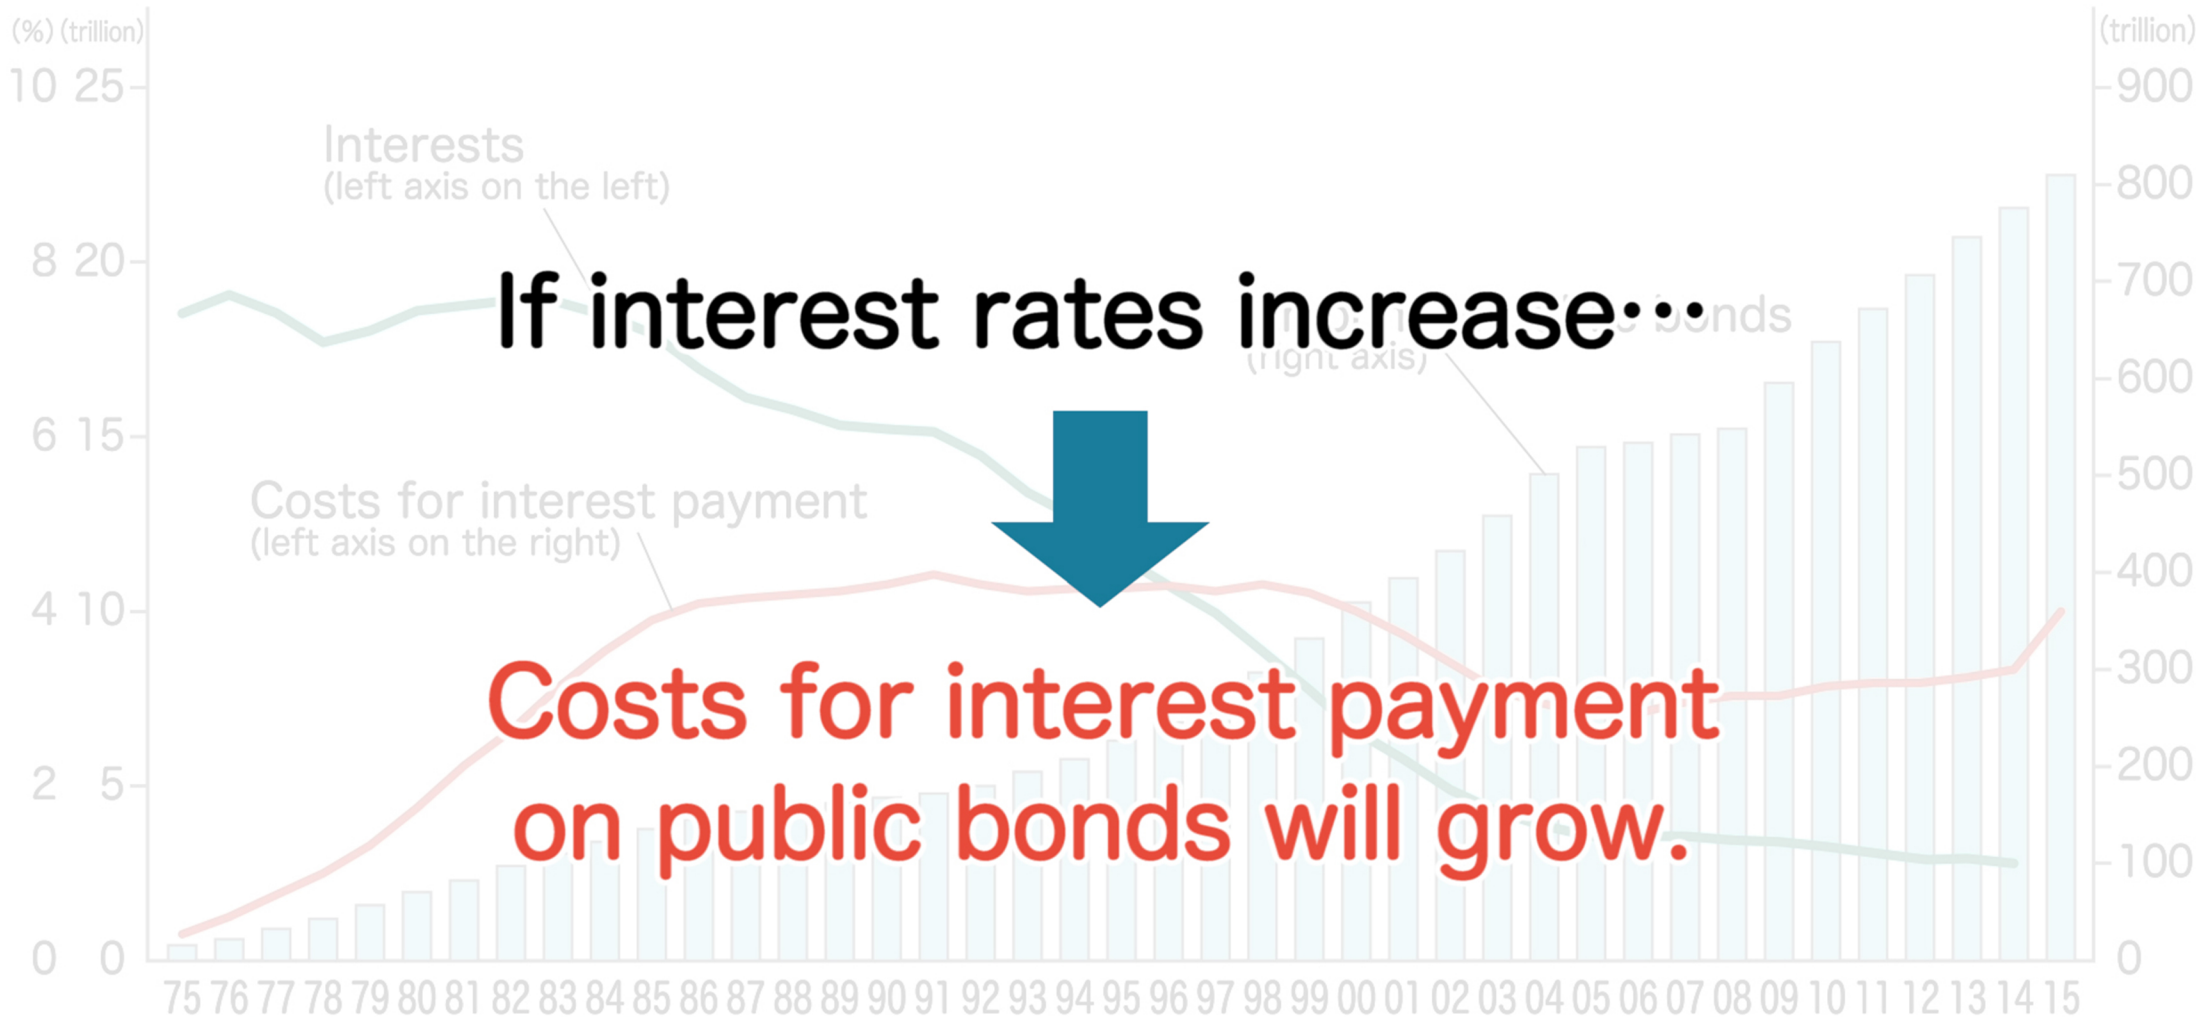 (%) (trillion)
(trillion)
10 25
900
Interests
(left axis on the left)
800
8 20
700
If interest rates increase…
bonds
(right axis)
600
6 15
500
Costs for interest payment
(left axis on the right)
400
4 10
300
Costs for interest payment
on public bonds will grow.
2 5
200
100
0 0
0
75 76 77 78 79 80 81 82 83 84 85 86 87 88 89 90 91 92 93 94 95 96 97 98 99 00 01 02 03 04 05 06 07 08 09 10 11 12 13 14 15